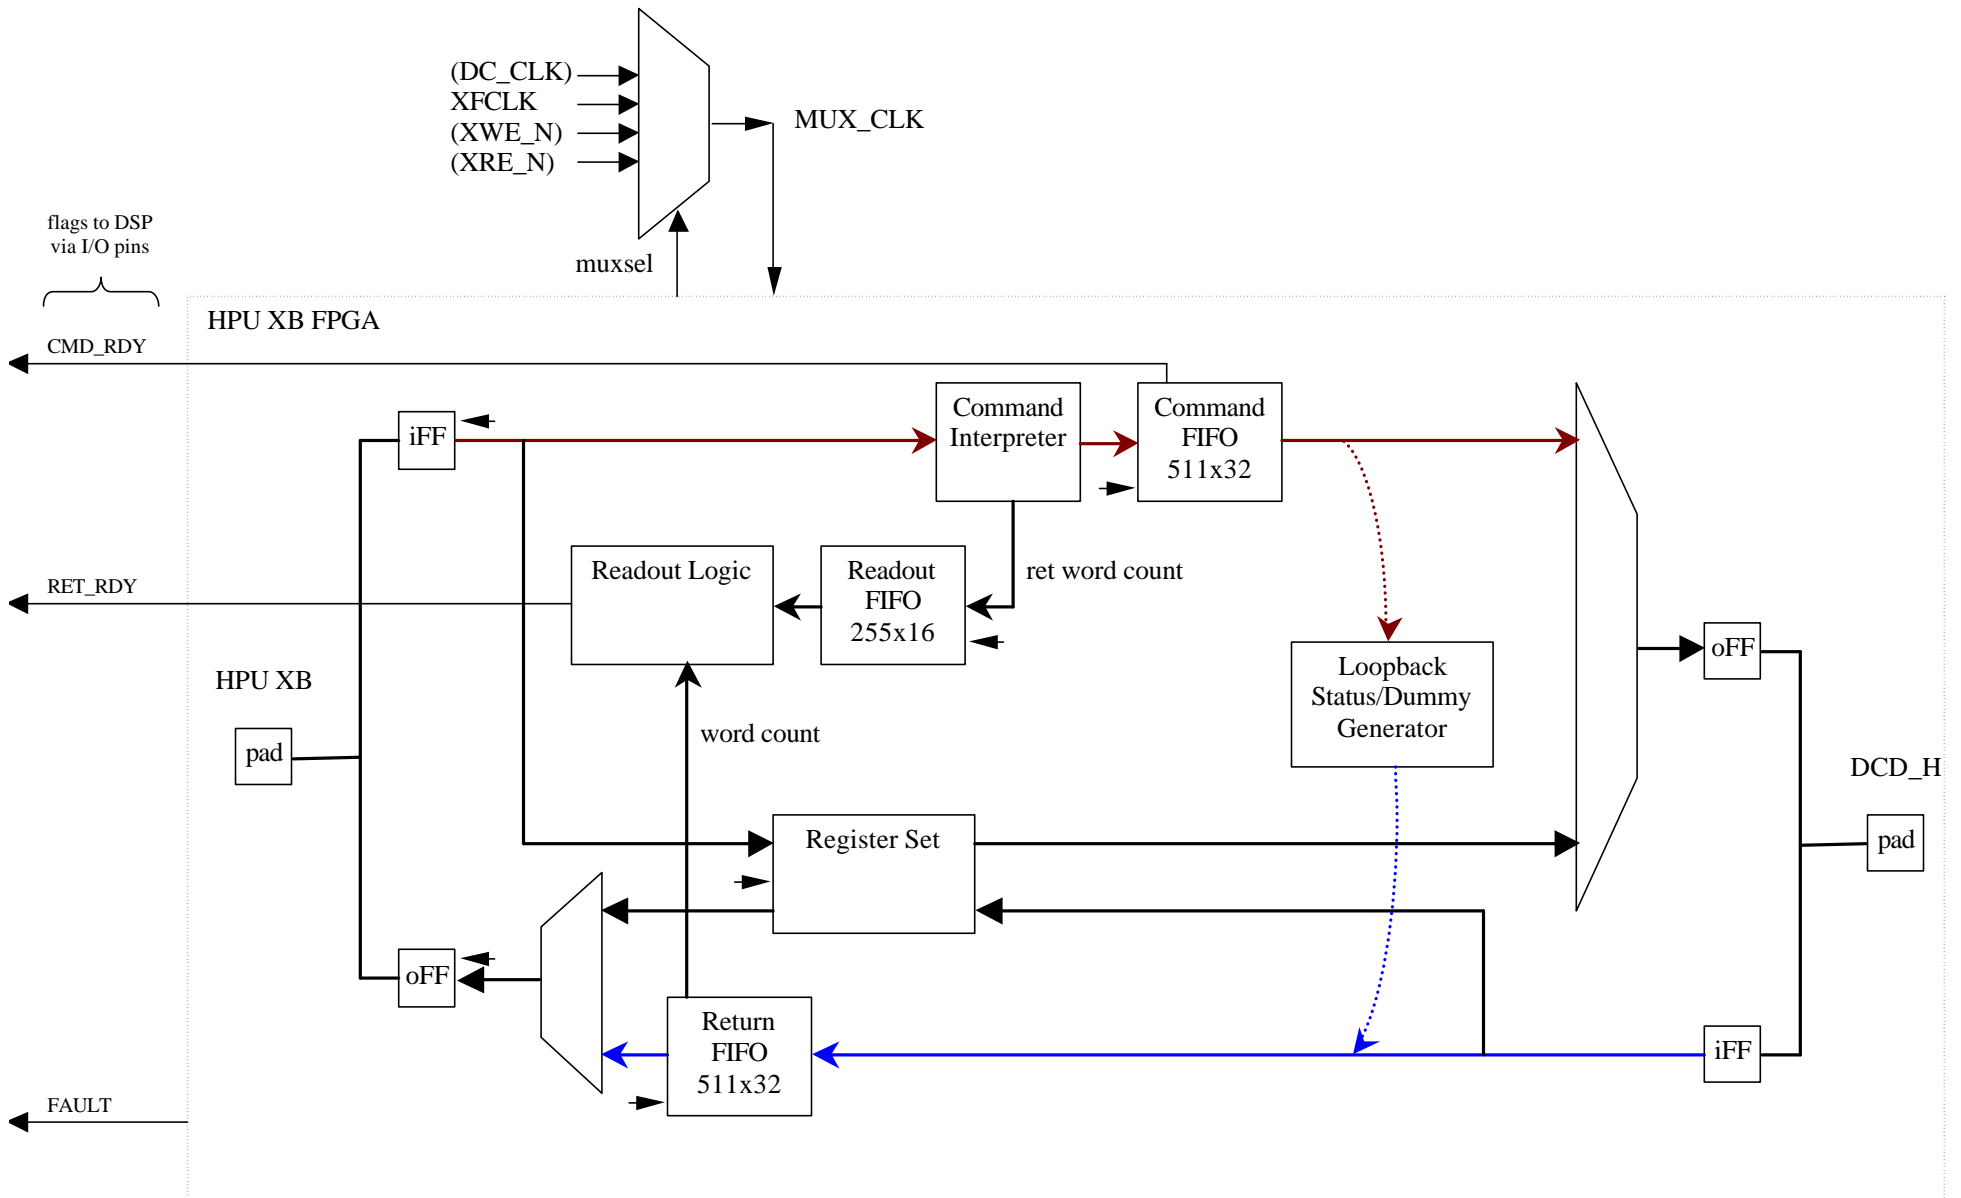 (DC_CLK)
XFCLK
(XWE_N)
(XRE_N)
MUX_CLK
flags to DSP
via I/O pins
muxsel
HPU XB FPGA
CMD_RDY
iFF
Command
Interpreter
Command
FIFO
511x32
RET_RDY
Readout Logic
Readout
FIFO
255x16
ret word count
HPU XB
pad
word count
Loopback
Status/Dummy
Generator
oFF
DCD_H
pad
Register Set
oFF
Return
FIFO
511x32
iFF
FAULT